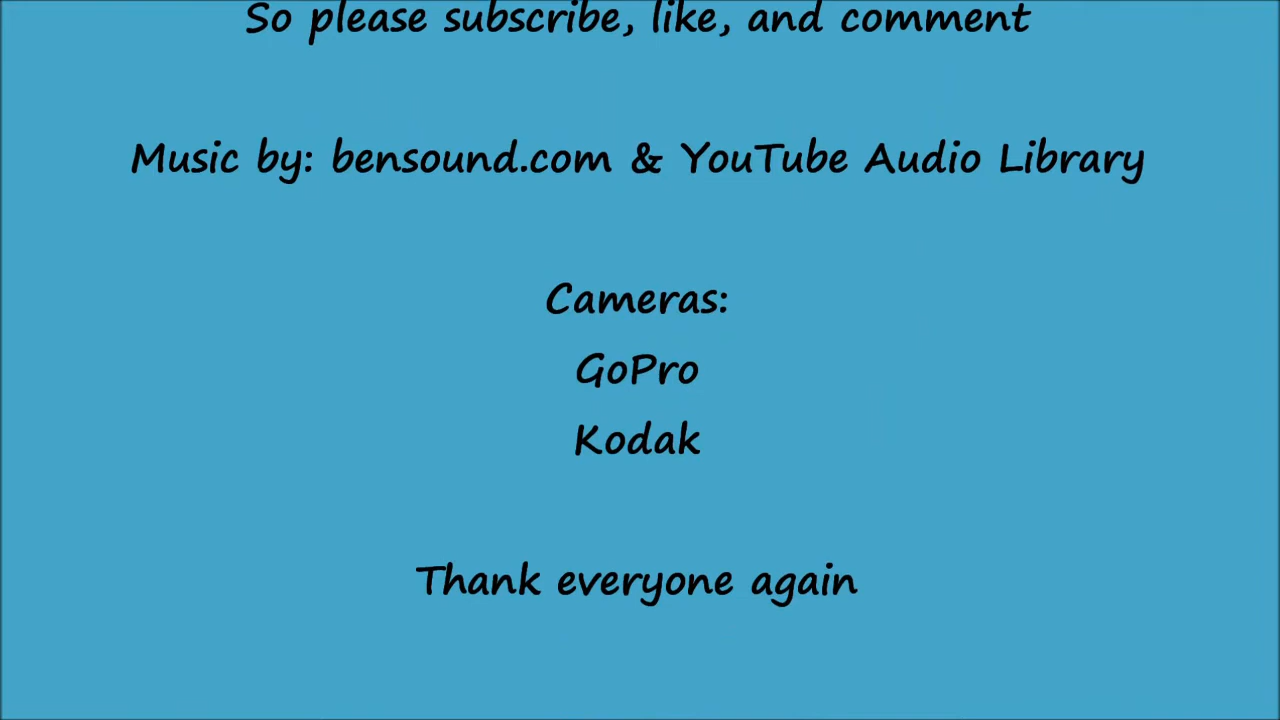 So please subscribe, like, and comment
Music by: bensound.com & YouTube Audio Library
Cameras:
GoPro
Kodak
Thank everyone again